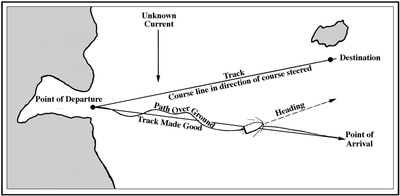 Unknown
Current
Destination
Track
Course line in direction of course steered
Point of Departure
Path Over Ground
Heading
Track Made Good
Point of
Arrival